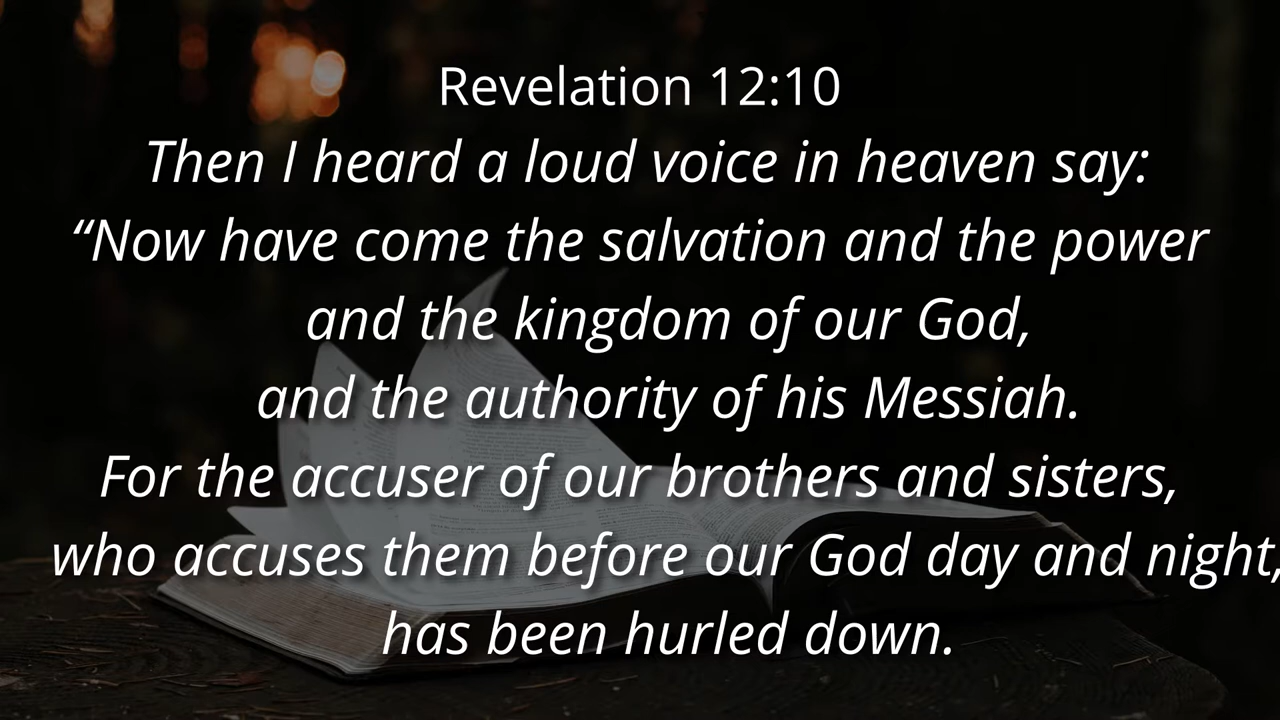 Revelation 12:10
Then I heard a loud voice in heaven say:
“Now have come the salvation and the power
and the kingdom of our God,
and the authority of his Messiah.
For the accuser of our brothers and sisters,
who accuses them before our God day and night,
has been hurled down.